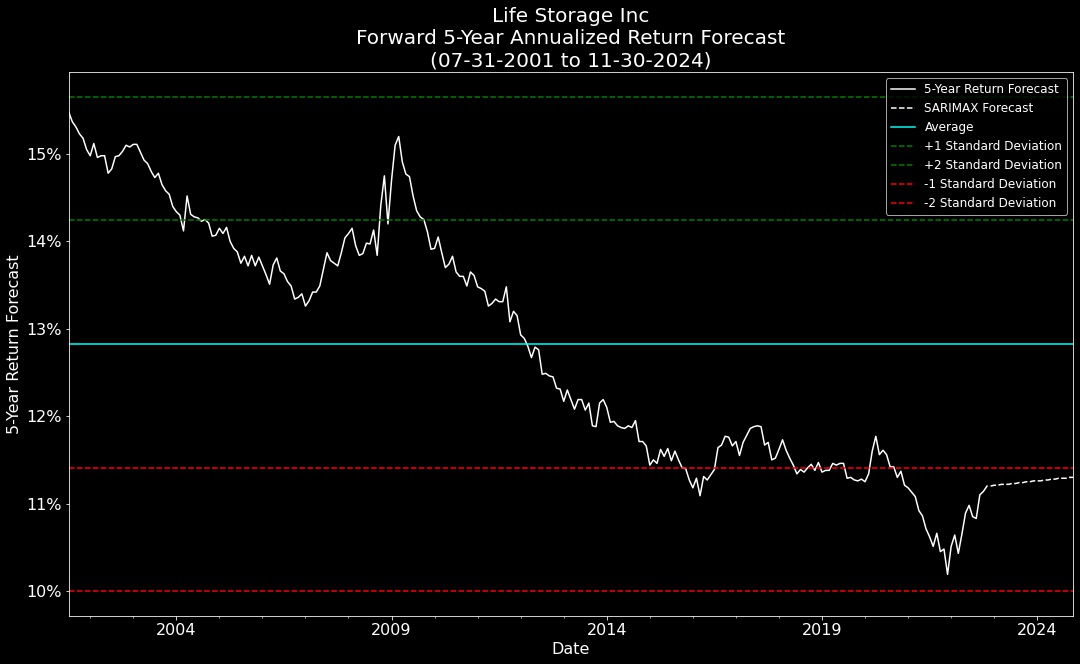 Life Storage Inc
Forward 5-Year Annualized Return Forecast
(07-31-2001 to 11-30-2024)
5-Year Return Forecast
SARIMAX Forecast
Average
+1 Standard Deviation
+2 Standard Deviation
-1 Standard Deviation
-2 Standard Deviation
5-Year Return Forecast
15%
14%
13%
12%
11%
10%
2004
2009
2014
2019
2024
Date